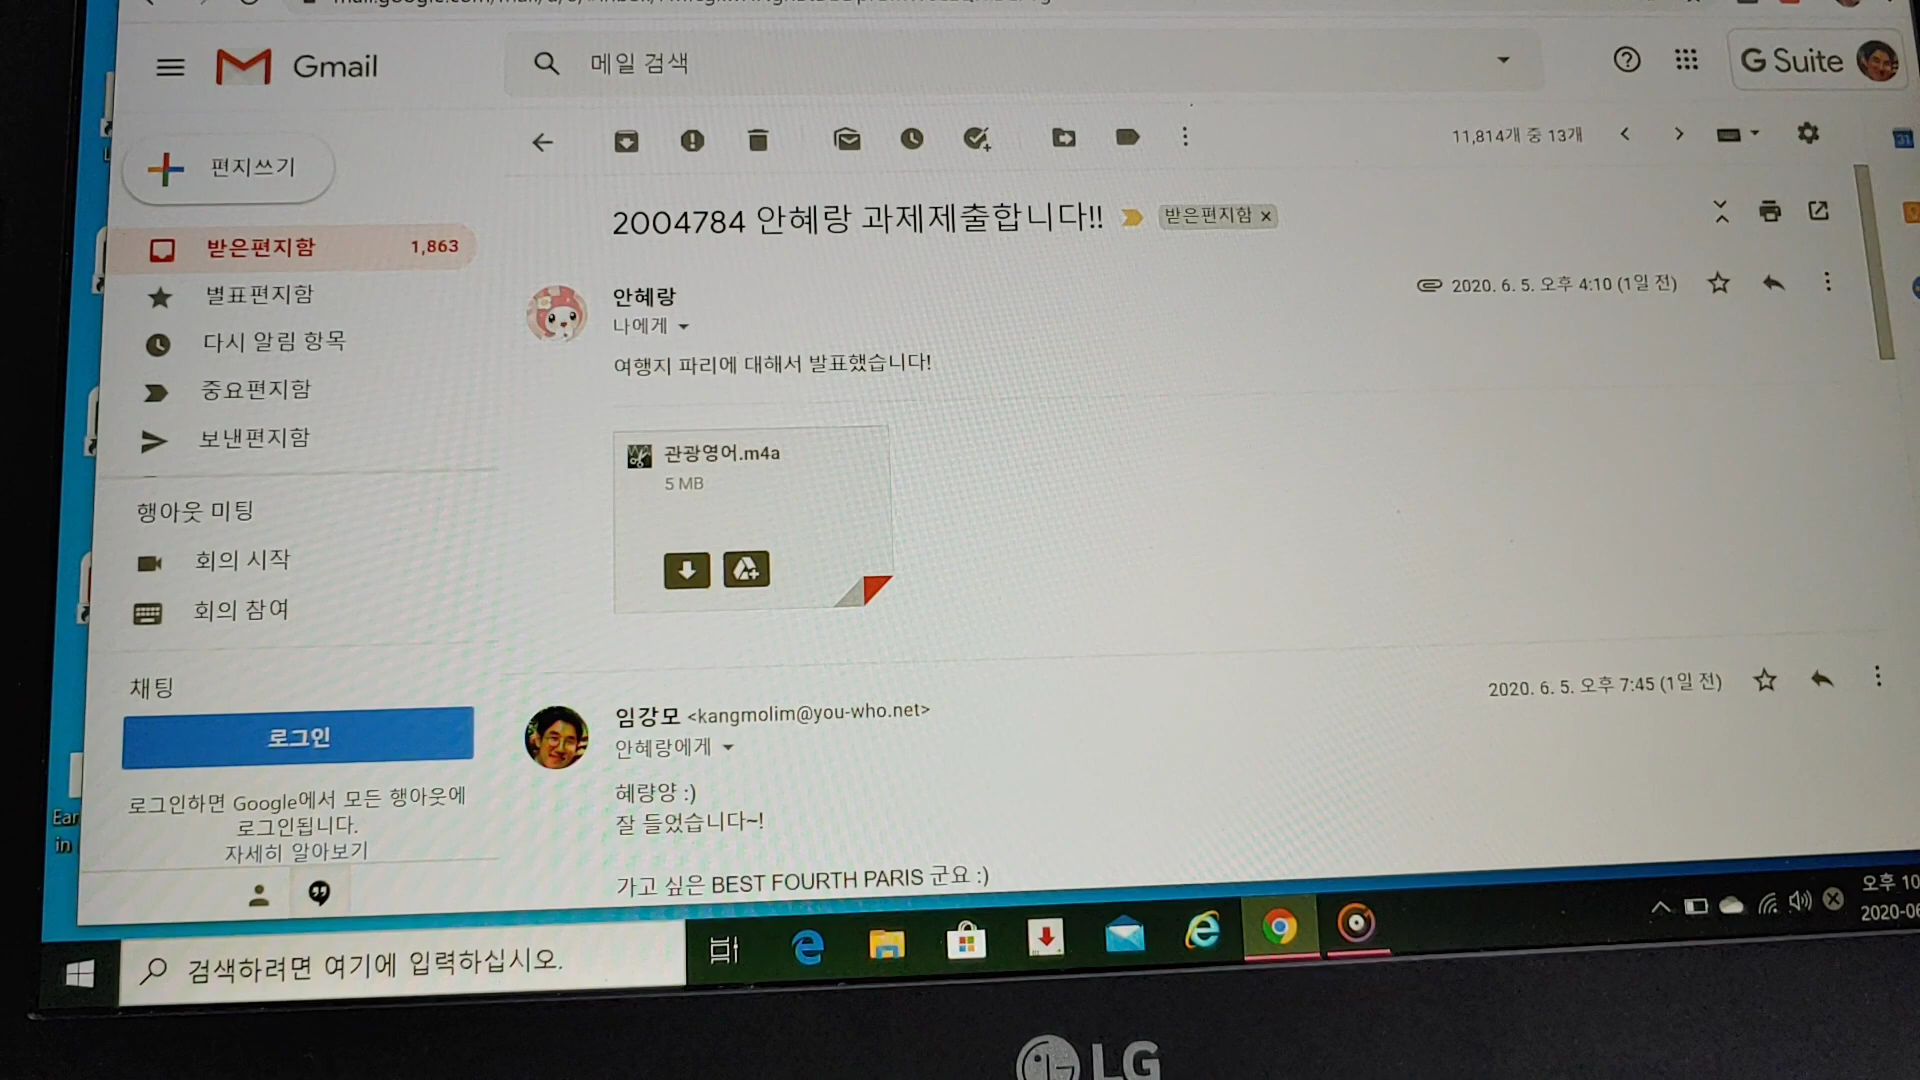 Gmail
메일 검색
G Suite
편지쓰기
11,814개 중 13개
2004784 안혜랑 과제제출합니다!!
받은편지함 ×
받은편지함 1,863
별표편지함
다시 알림 항목
중요편지함
보낸편지함
안혜랑
2020. 6. 5. 오후 4:10 (1일 전)
나에게
여행지 파리에 대해서 발표했습니다!
관광영어.m4a
5 MB
행아웃 미팅
회의 시작
회의 참여
채팅
로그인
로그인하면 Google에서 모든 행아웃에
로그인됩니다.
자세히 알아보기
임강모 <kangmolim@you-who.net>
2020. 6. 5. 오후 7:45 (1일 전)
안혜랑에게
혜량양 :)
잘 들었습니다~!
가고 싶은 BEST FOURTH PARIS 군요 :)
Ear
in
검색하려면 여기에 입력하십시오.
오후 10
2020-06
LG